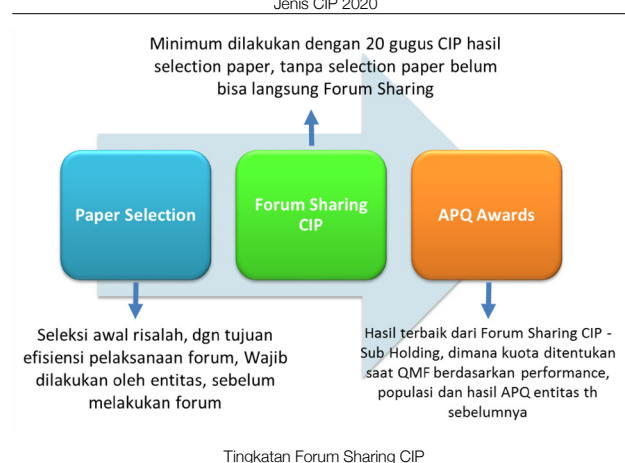 Jenis CIP 2020
Minimum dilakukan dengan 20 gugus CIP hasil
selection paper, tanpa selection paper belum
bisa langsung Forum Sharing
Paper Selection
Forum Sharing
CIP
APQ Awards
Seleksi awal risalah, dgn tujuan
efisiensi pelaksanaan forum, Wajib
dilakukan oleh entitas, sebelum
melakukan forum
Hasil terbaik dari Forum Sharing CIP -
Sub Holding, dimana kuota ditentukan
saat QMF berdasarkan performance,
populasi dan hasil APQ entitas th
sebelumnya
Tingkatan Forum Sharing CIP